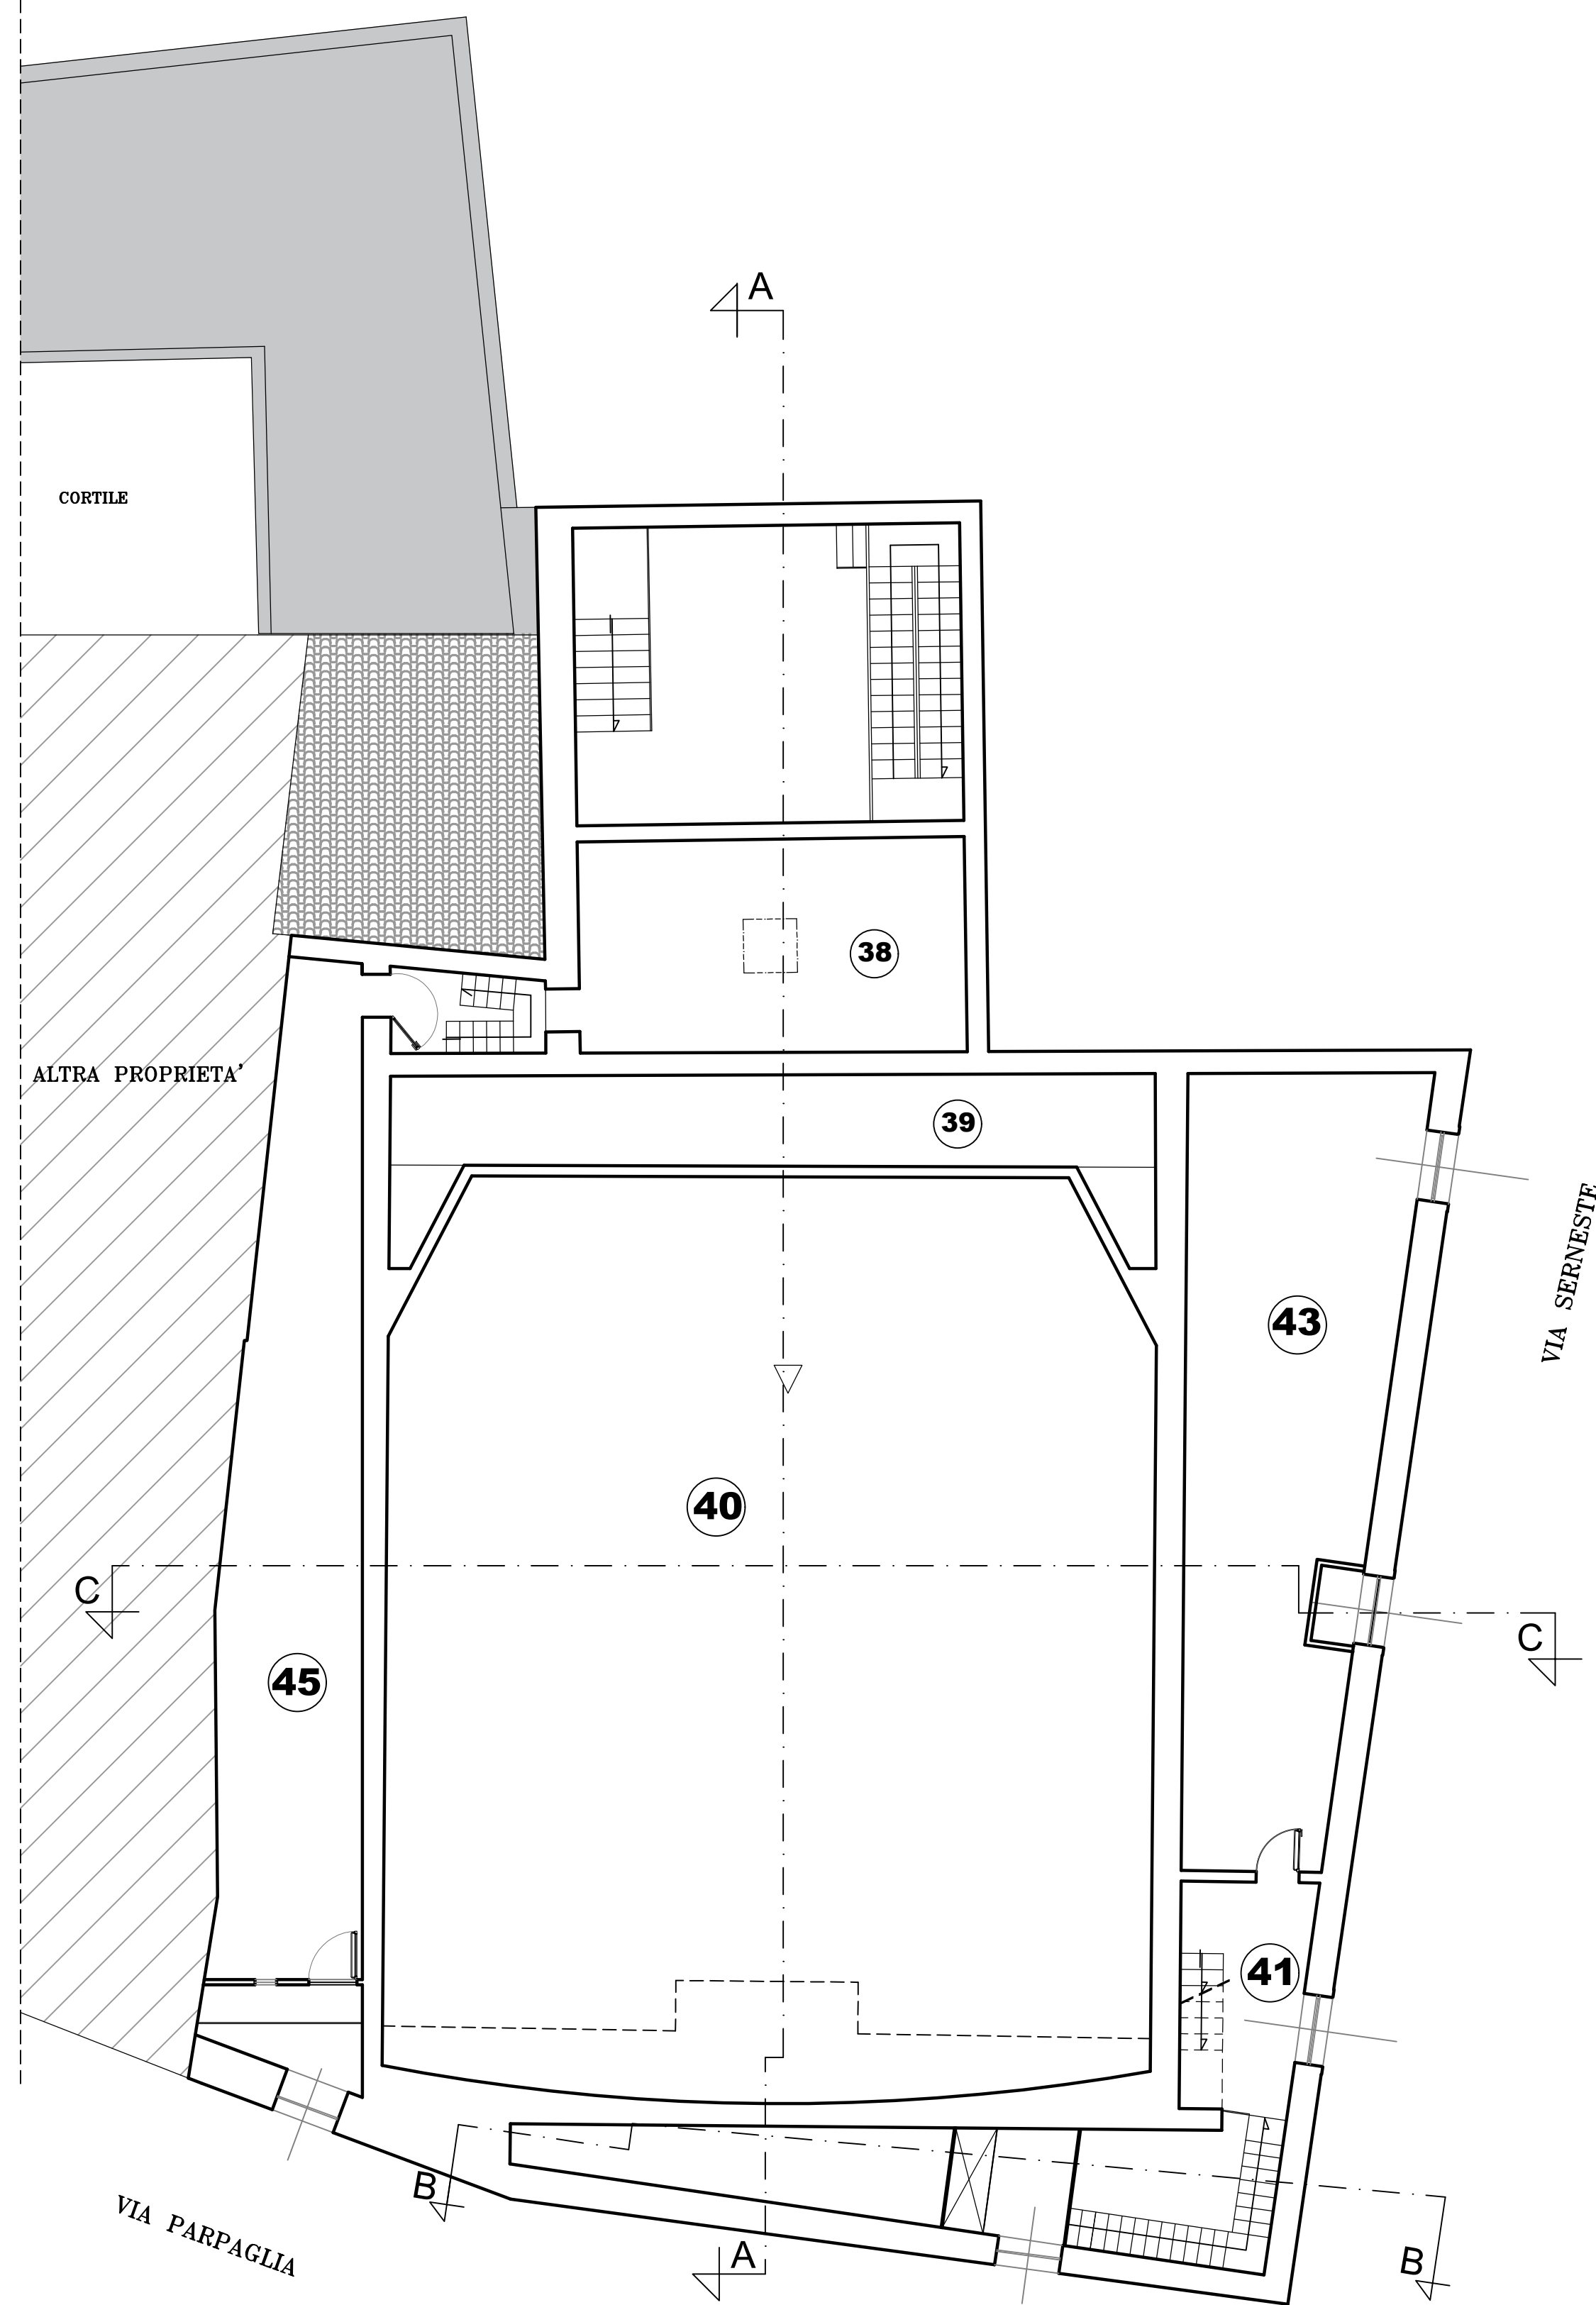 A
CORTILE
38
ALTRA PROPRIETA'
39
VIA SERNESTE
43
40
C
C
45
41
B
VIA PARPAGLIA
A
B